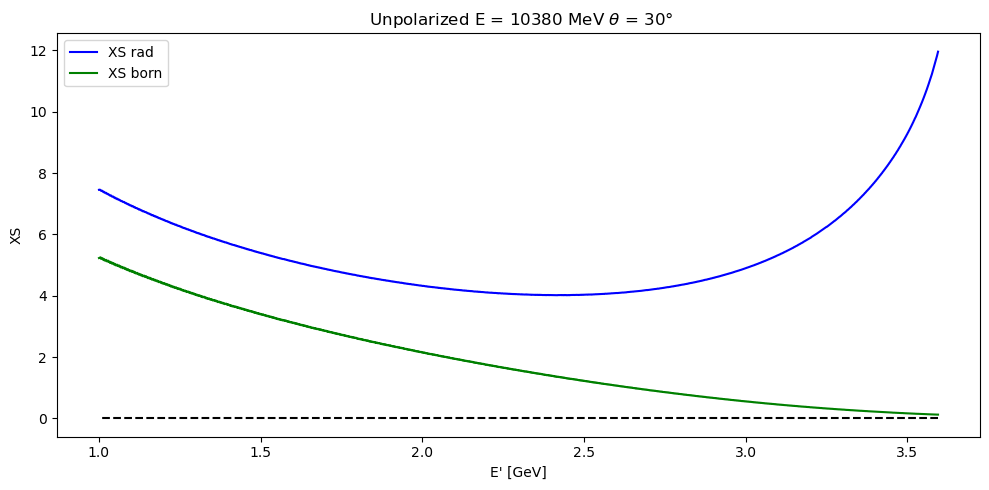 Unpolarized E = 10380 MeV θ = 30°
XS rad
XS born
12
10
8
6
4
2
0
XS
1.0 1.5 2.0 2.5 3.0 3.5
E' [GeV]